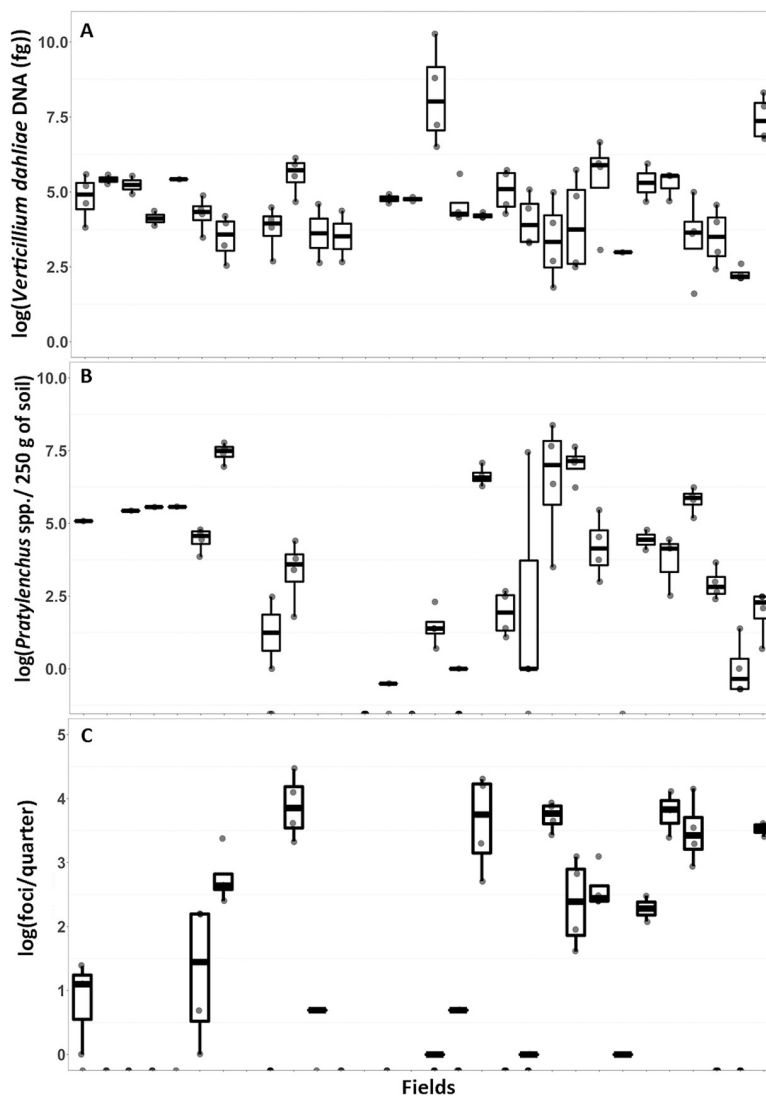 A
log(Verticillium dahliae DNA (fg)
10.0
7.5
5.0
2.5
0.0
B
log(Pratylenchus spp./ 250 g of soil)
10.0
7.5
5.0
2.5
0.0
C
log(foci/quarter)
5
4
3
2
1
0
Fields